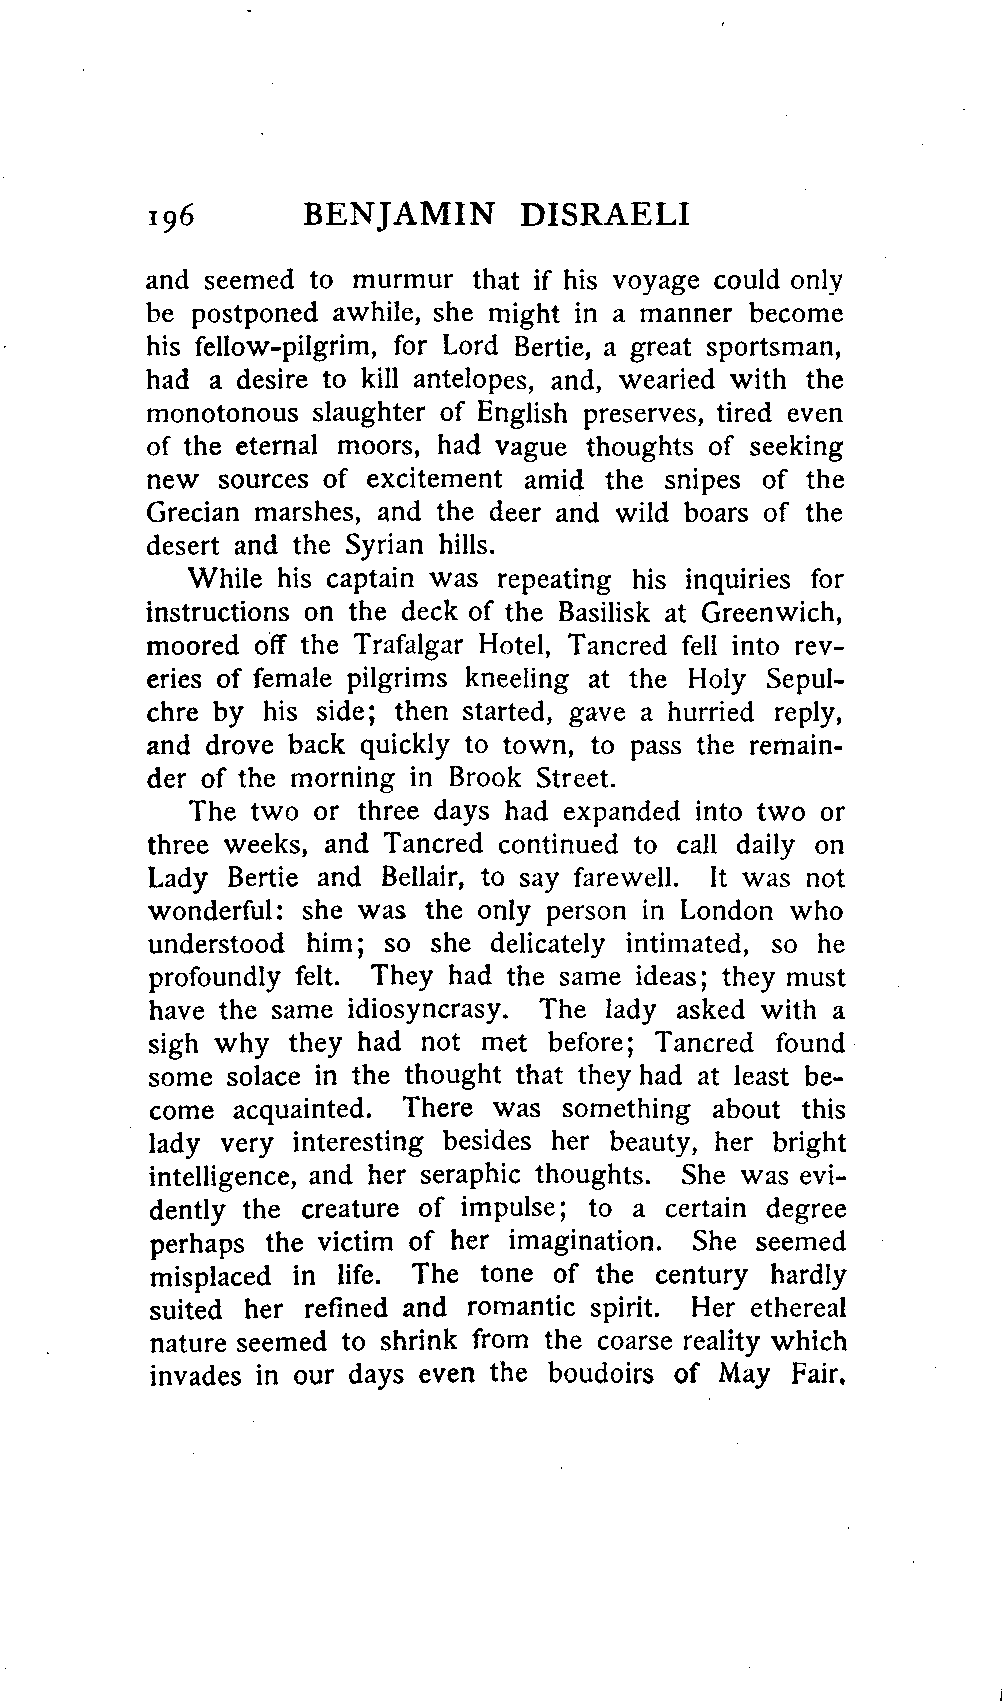 196 BENJAMIN DISRAELI
and seemed to murmur that if his voyage could only
be postponed awhile, she might in a manner become
his fellow-pilgrim, for Lord Bertie, a great sportsman,
had a desire to kill antelopes, and, wearied with the
monotonous slaughter of English preserves, tired even
of the eternal moors, had vague thoughts of seeking
new sources of excitement amid the snipes of the
Grecian marshes, and the deer and wild boars of the
desert and the Syrian hills.
While his captain was repeating his inquiries for
instructions on the deck of the Basilisk at Greenwich,
moored off the Trafalgar Hotel, Tancred fell into rev-
eries of female pilgrims kneeling at the Holy Sepul-
chre by his side; then started, gave a hurried reply,
and drove back quickly to town, to pass the remain-
der of the morning in Brook Street.
The two or three days had expanded into two or
three weeks, and Tancred continued to call daily on
Lady Bertie and Bellair, to say farewell. It was not
wonderful: she was the only person in London who
understood him; so she delicately intimated, so he
profoundly felt. They had the same ideas; they must
have the same idiosyncrasy. The lady asked with a
sigh why they had not met before; Tancred found
some solace in the thought that they had at least be-
come acquainted. There was something about this
lady very interesting besides her beauty, her bright
intelligence, and her seraphic thoughts. She was evi-
dently the creature of impulse; to a certain degree
perhaps the victim of her imagination. She seemed
misplaced in life. The tone of the century hardly
suited her refined and romantic spirit. Her ethereal
nature seemed to shrink from the coarse reality which
invades in our days even the boudoirs of May Fair.